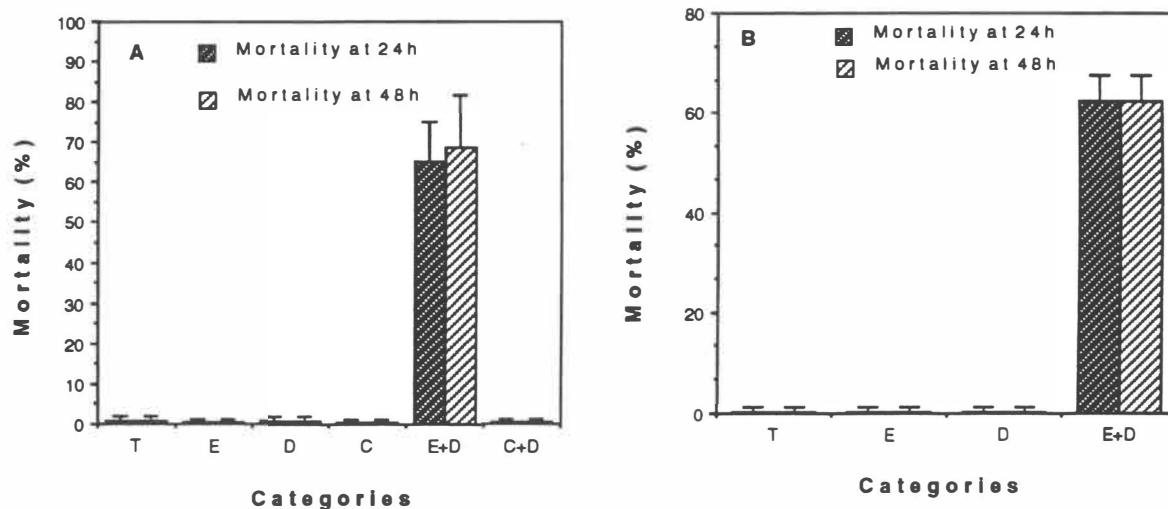 A
Mortality at 24h
Mortality at 48h
Mortality (%)
100
90
80
70
60
50
40
30
20
10
0
T E D C E+D C+D
Categories
B
Mortality at 24h
Mortality at 48h
Mortality (%)
80
60
40
20
0
T E D E+D
Categories